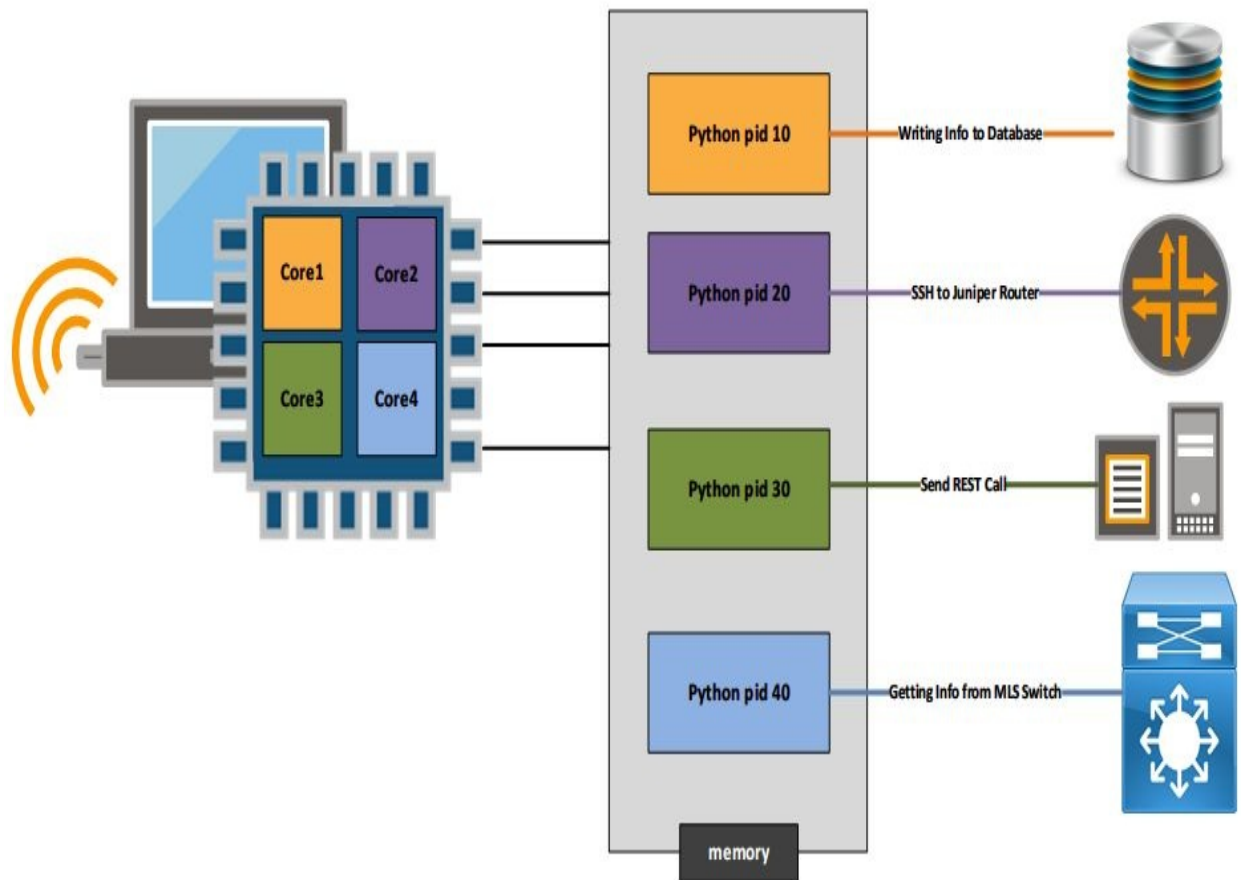 Core1
Core2
Core3
Core4
Python pid 10
Writing Info to Database
Python pid 20
SSH to Juniper Router
Python pid 30
Send REST Call
Python pid 40
Getting Info from MLS Switch
memory